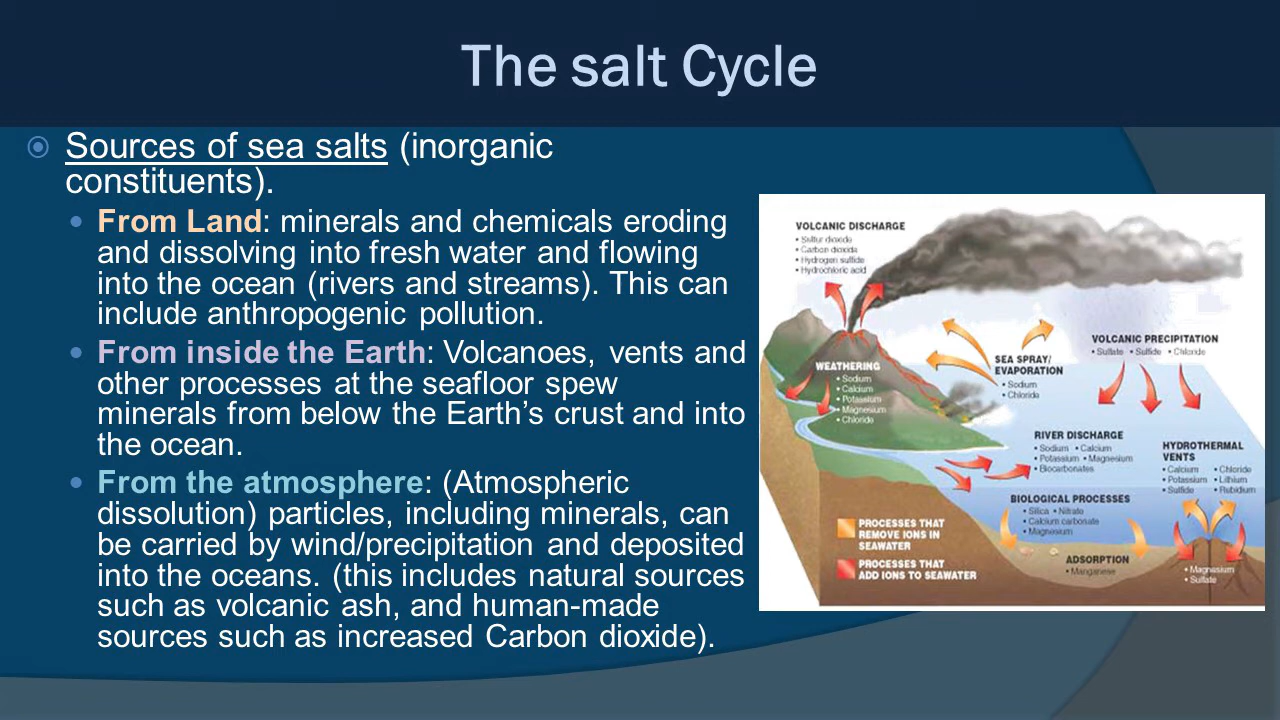 The salt Cycle
Sources of sea salts (inorganic
constituents).
From Land: minerals and chemicals eroding
and dissolving into fresh water and flowing
into the ocean (rivers and streams). This can
include anthropogenic pollution.
From inside the Earth: Volcanoes, vents and
other processes at the seafloor spew
minerals from below the Earth’s crust and into
the ocean.
From the atmosphere: (Atmospheric
dissolution) particles, including minerals, can
be carried by wind/precipitation and deposited
into the oceans. (this includes natural sources
such as volcanic ash, and human-made
sources such as increased Carbon dioxide).
VOLCANIC DISCHARGE
• Sulfur dioxide
• Carbon dioxide
• Hydrogen sulfide
• Hydrochloric acid
WEATHERING
• Sodium
• Calcium
• Potassium
• Magnesium
• Chloride
SEA SPRAY/
EVAPORATION
• Sodium
• Chloride
VOLCANIC PRECIPITATION
• Sulfate • Sulfide • Chloride
RIVER DISCHARGE
• Sodium • Calcium
• Potassium • Magnesium
• Biocarbonates
HYDROTHERMAL
VENTS
• Calcium • Chloride
• Potassium • Lithium
• Sulfide • Rubidium
BIOLOGICAL PROCESSES
• Silica • Nitrate
• Calcium carbonate
• Magnesium
ADSORPTION
• Manganese
• Magnesium
• Sulfate
PROCESSES THAT
REMOVE IONS IN
SEAWATER
PROCESSES THAT
ADD IONS TO SEAWATER